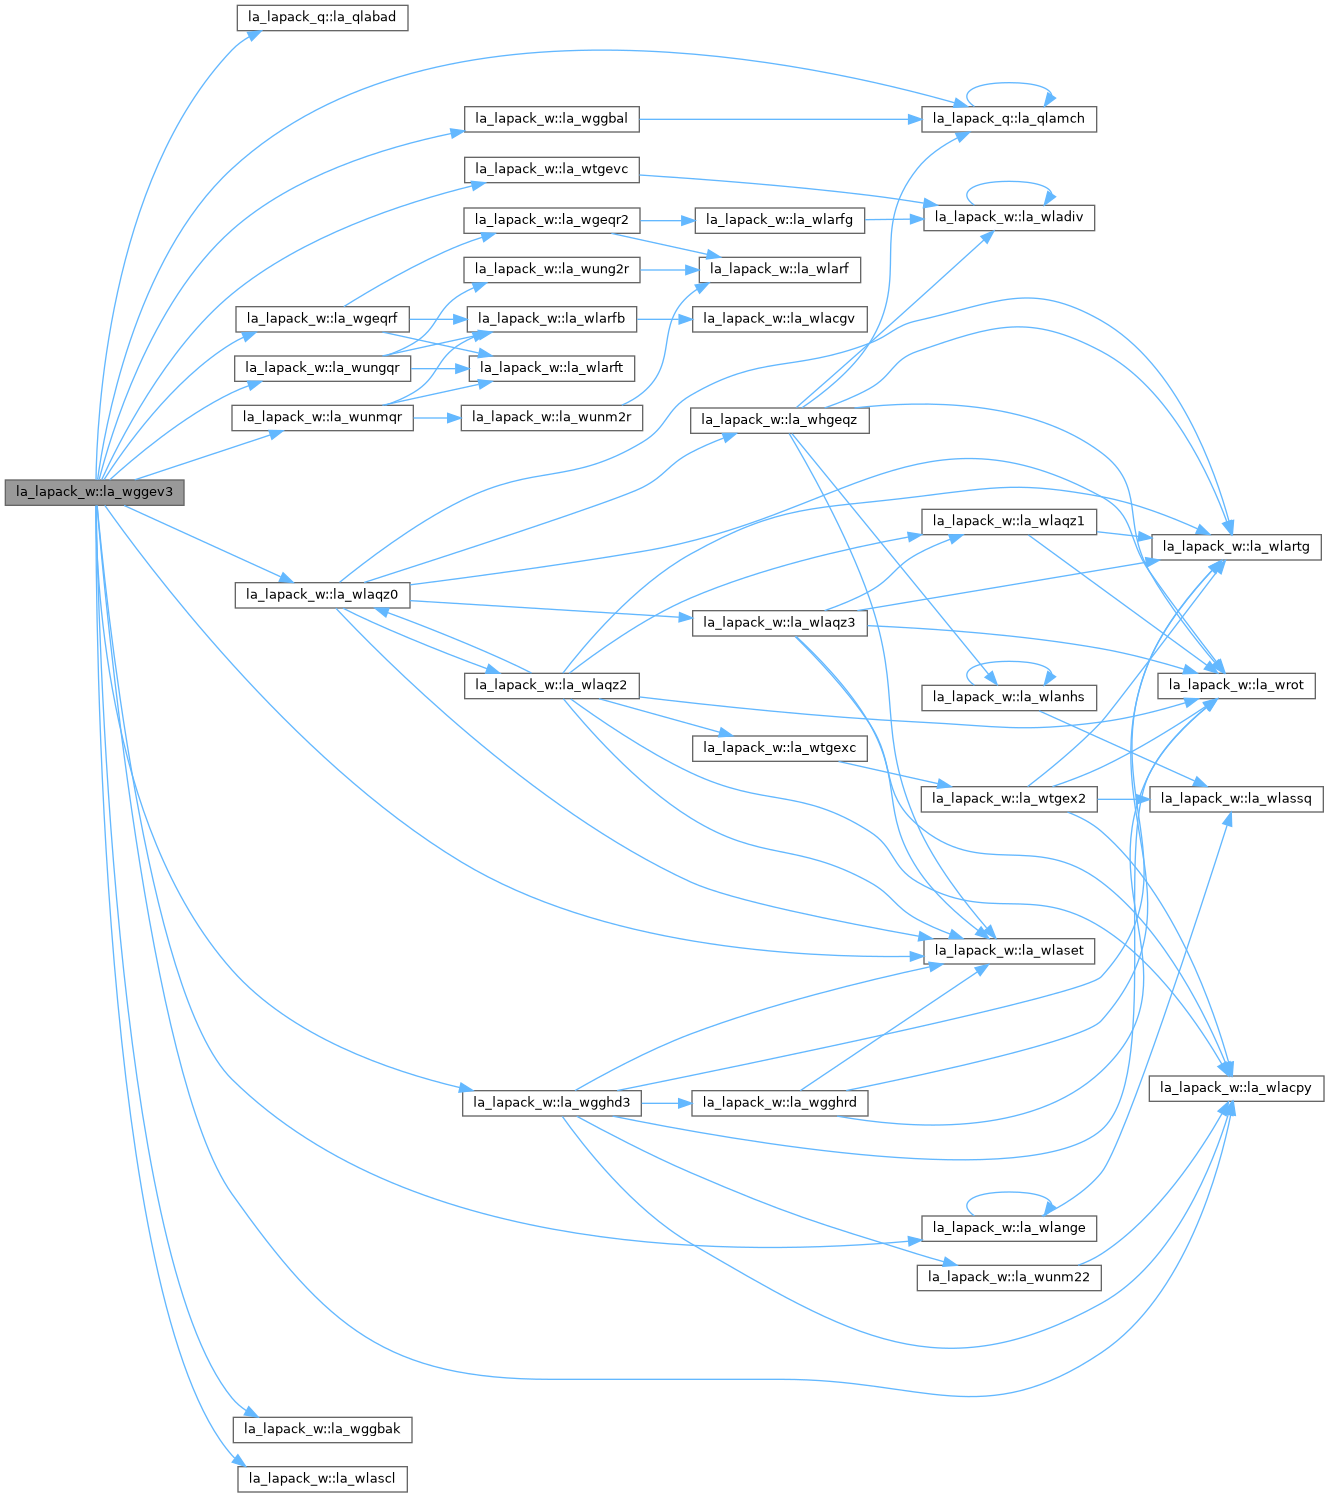 la_lapack_q::la_qlabad
la_lapack_w::la_wggbal
la_lapack_q::la_qlamch
la_lapack_w::la_wtgevc
la_lapack_w::la_wgeqr2
la_lapack_w::la_wlarfg
la_lapack_w::la_wladiv
la_lapack_w::la_wung2r
la_lapack_w::la_wlarf
la_lapack_w::la_wgeqrf
la_lapack_w::la_wlarfb
la_lapack_w::la_wlacgv
la_lapack_w::la_wungqr
la_lapack_w::la_wlarft
la_lapack_w::la_wunmqr
la_lapack_w::la_wunm2r
la_lapack_w::la_whgeqz
la_lapack_w::la_wggev3
la_lapack_w::la_wlaqz1
la_lapack_w::la_wlartg
la_lapack_w::la_wlaqz0
la_lapack_w::la_wlaqz3
la_lapack_w::la_wlaqz2
la_lapack_w::la_wlanhs
la_lapack_w::la_wrot
la_lapack_w::la_wtgexc
la_lapack_w::la_wtgex2
la_lapack_w::la_wlassq
la_lapack_w::la_wlaset
la_lapack_w::la_wgghd3
la_lapack_w::la_wgghrd
la_lapack_w::la_wlacpy
la_lapack_w::la_wlange
la_lapack_w::la_wunm22
la_lapack_w::la_wggbak
la_lapack_w::la_wlascl